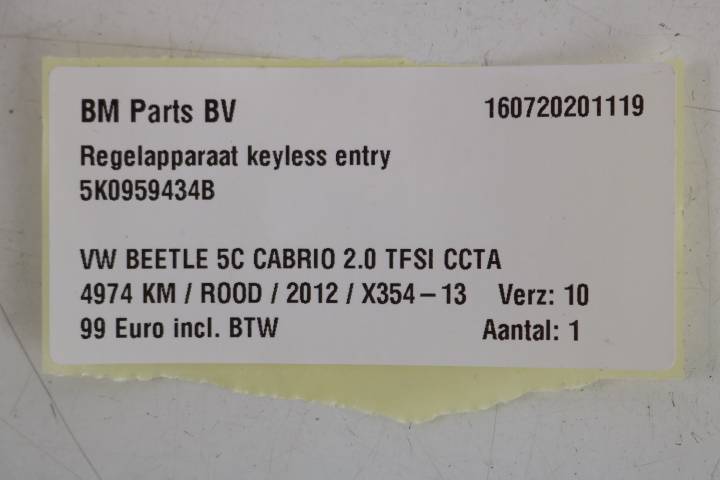 BM Parts BV 160720201119
Regelapparaat keyless entry
5K0959434B
VW BEETLE 5C CABRIO 2.0 TFSI CCTA
4974 KM / ROOD / 2012 / X354-13 Verz: 10
99 Euro incl. BTW Aantal: 1